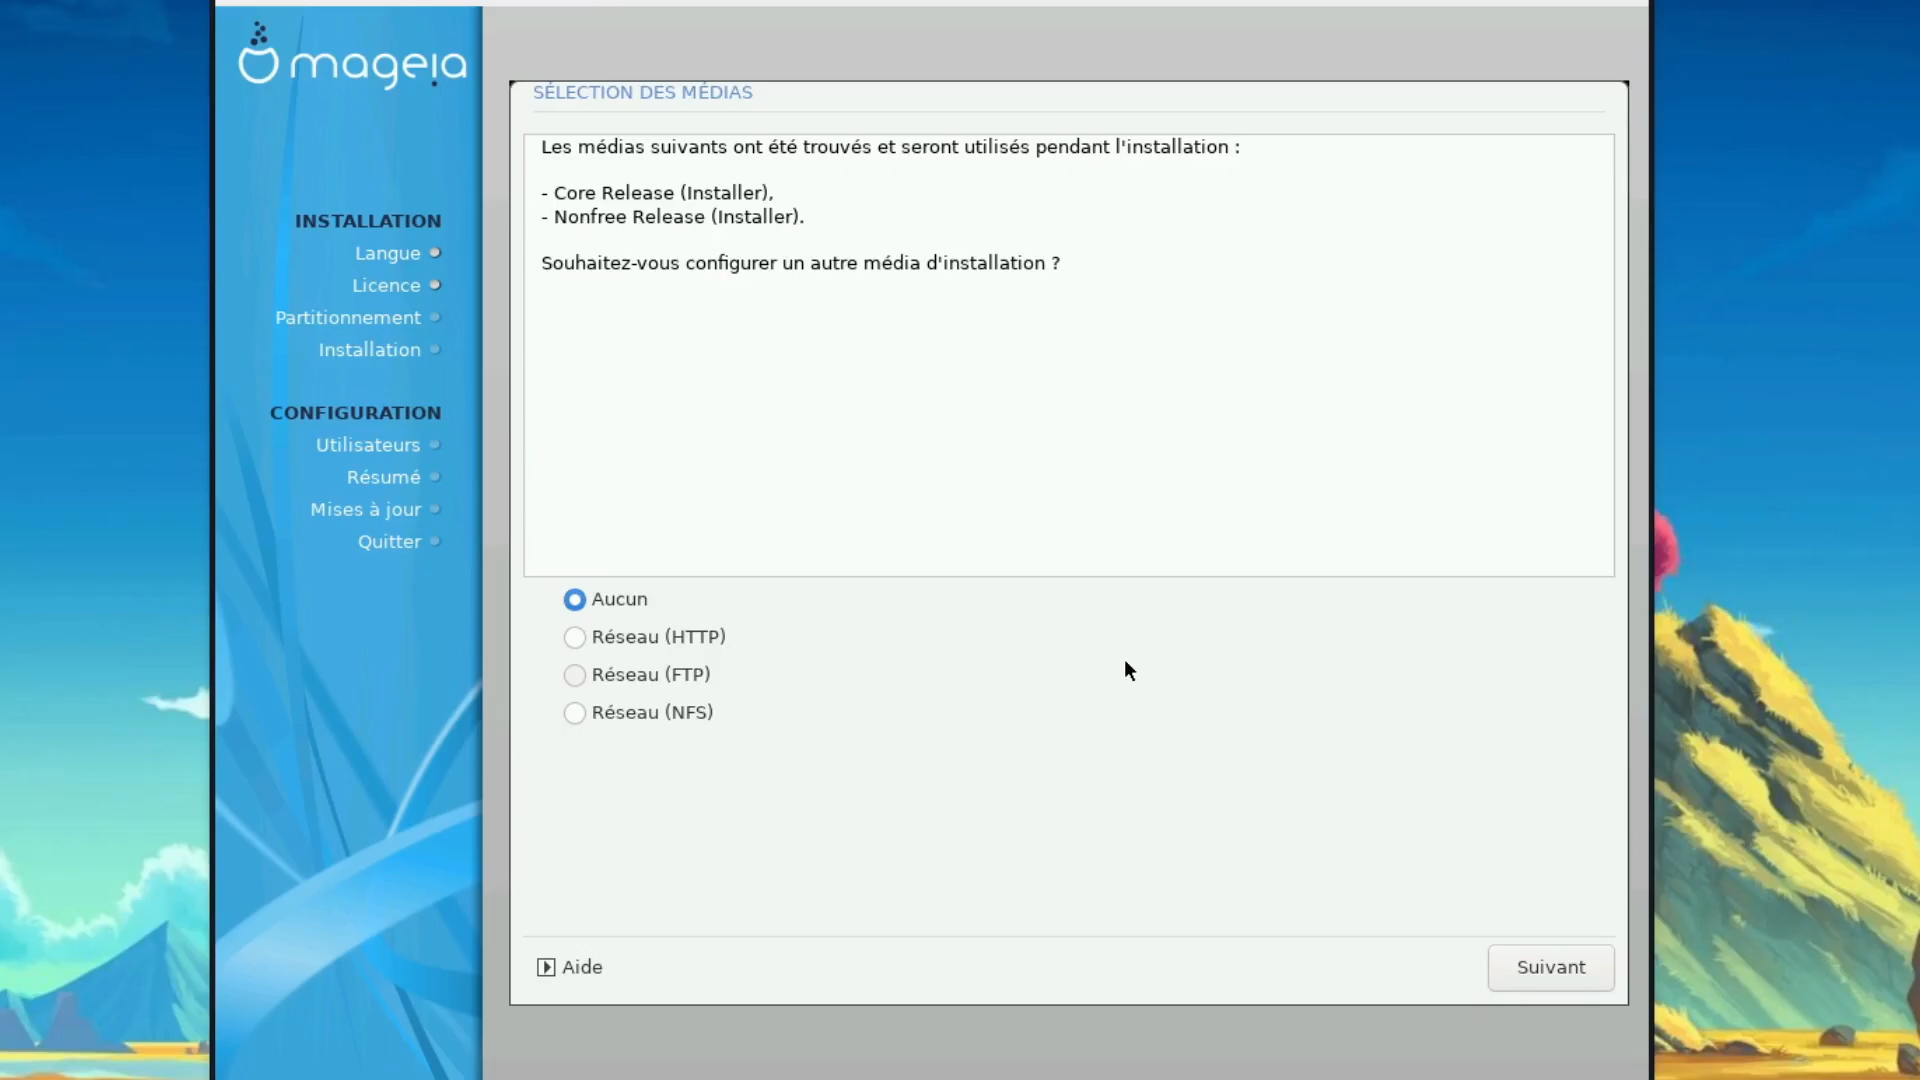 mageia
INSTALLATION
Langue
Licence
Partitionnement
Installation
CONFIGURATION
Utilisateurs
Résumé
Mises à jour
Quitter
SÉLECTION DES MÉDIAS
Les médias suivants ont été trouvés et seront utilisés pendant l'installation :
- Core Release (Installer),
- Nonfree Release (Installer).
Souhaitez-vous configurer un autre média d'installation ?
Aucun
Réseau (HTTP)
Réseau (FTP)
Réseau (NFS)
Aide
Suivant